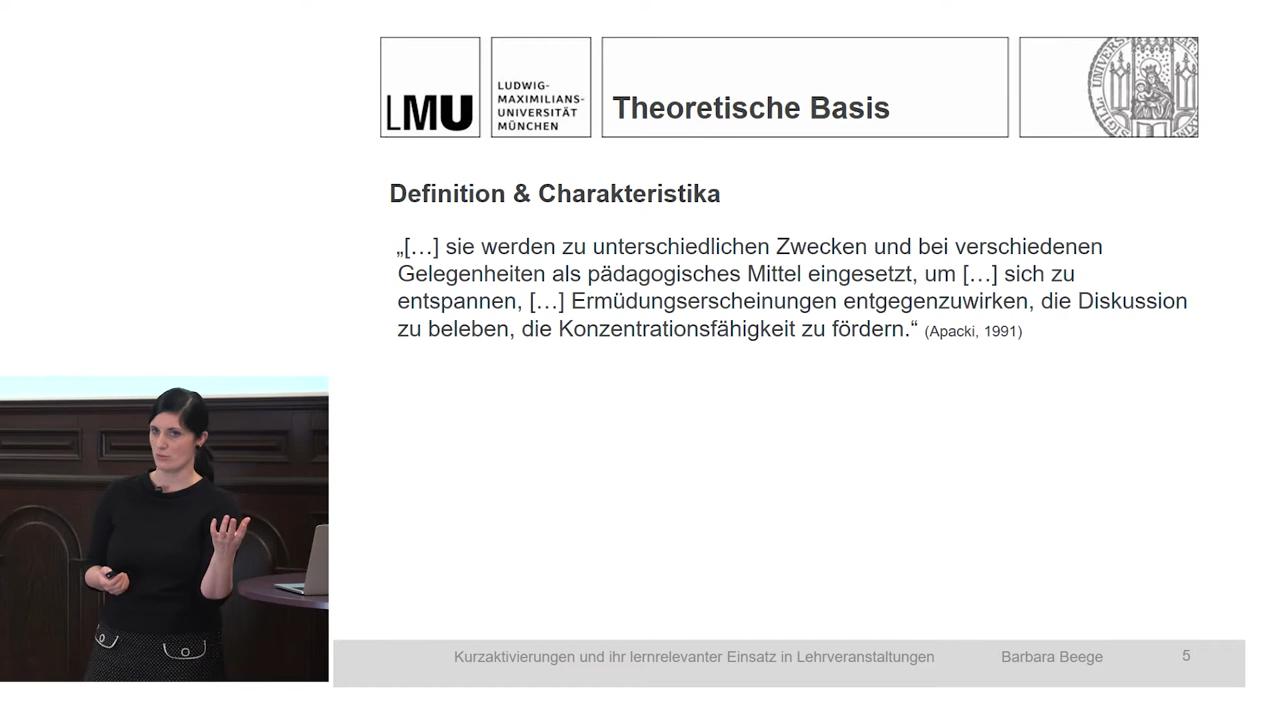 LMU
LUDWIG-
MAXIMILIANS-
UNIVERSITÄT
MÜNCHEN
Theoretische Basis
Definition & Charakteristika
„[…] sie werden zu unterschiedlichen Zwecken und bei verschiedenen
Gelegenheiten als pädagogisches Mittel eingesetzt, um […] sich zu
entspannen, […] Ermüdungserscheinungen entgegenzuwirken, die Diskussion
zu beleben, die Konzentrationsfähigkeit zu fördern.“ (Apacki, 1991)
Kurzaktivierungen und ihr lernrelevanter Einsatz in Lehrveranstaltungen Barbara Beege 5